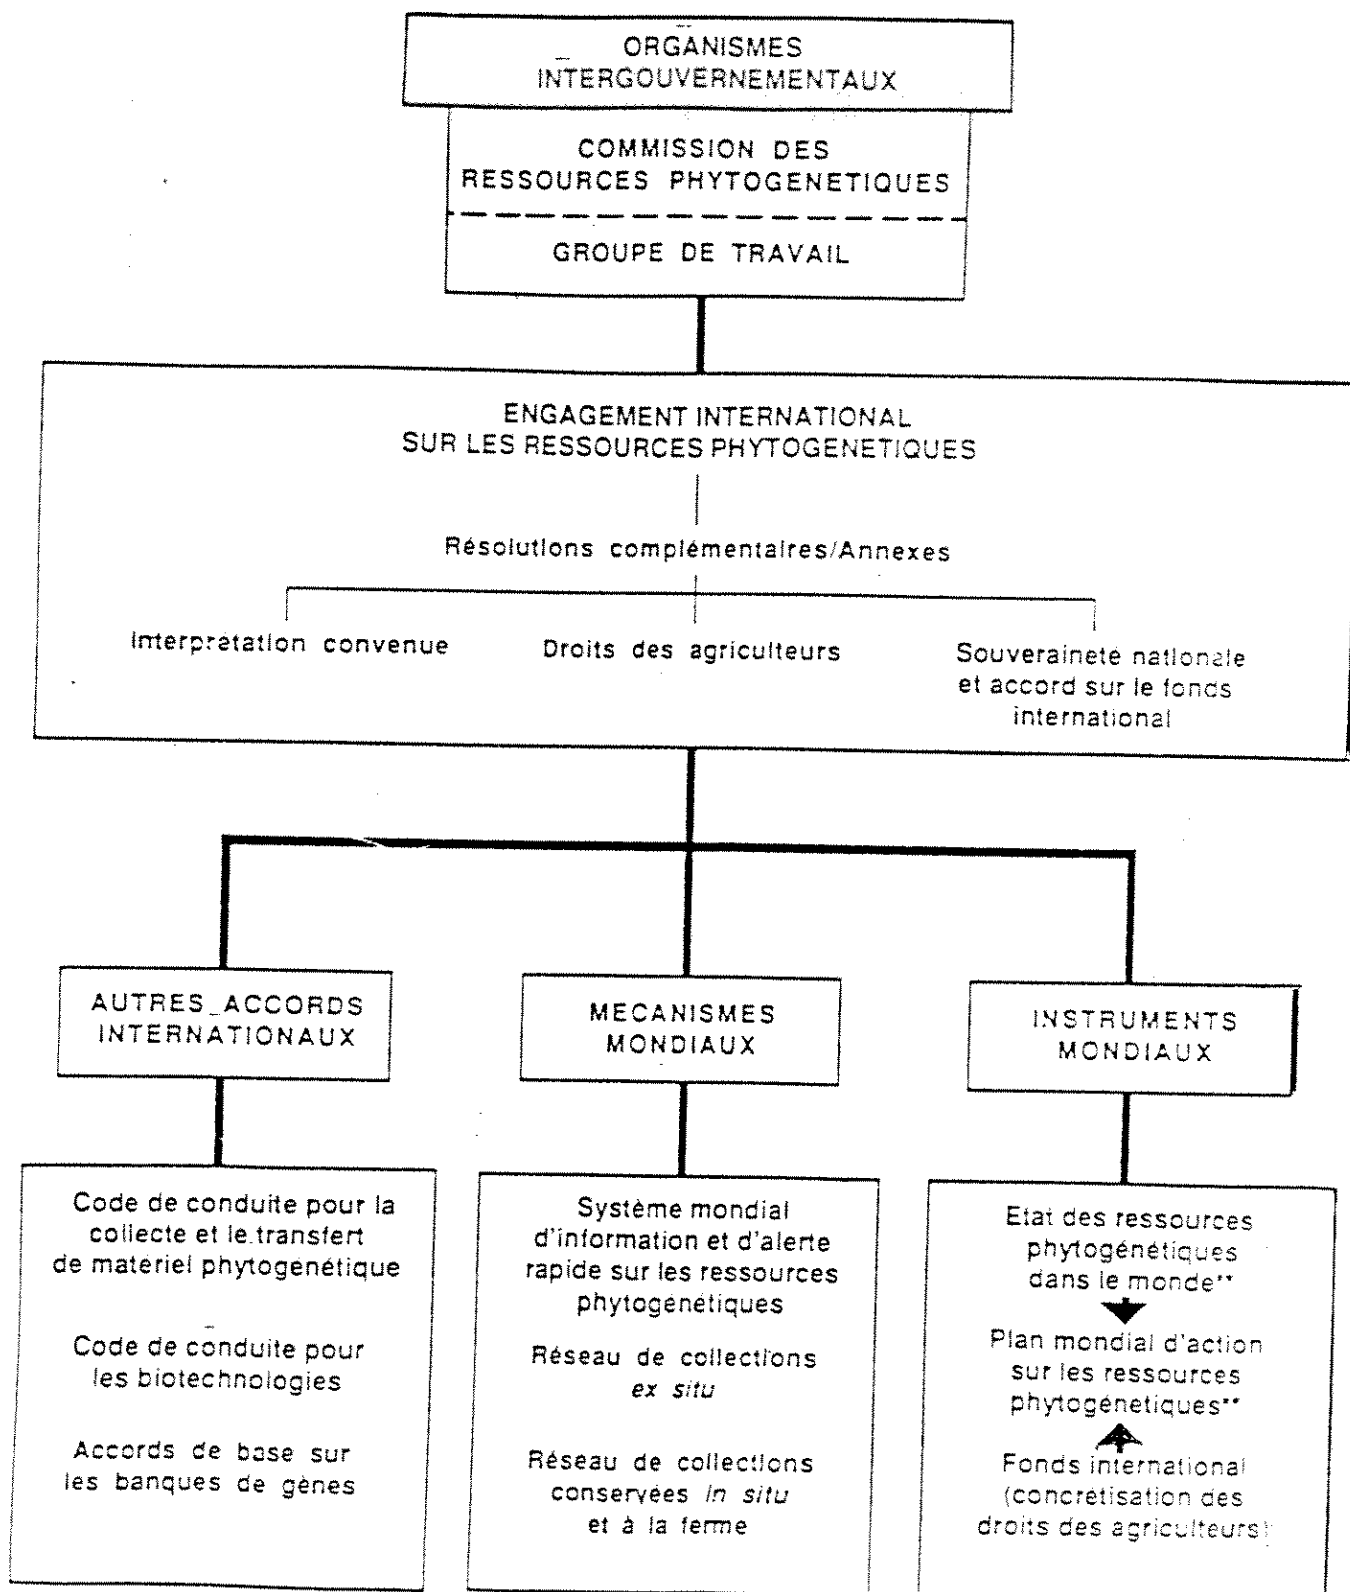 ORGANISMES
INTERGOUVERNEMENTAUX
COMMISSION DES
RESSOURCES PHYTOGENETIQUES
GROUPE DE TRAVAIL
ENGAGEMENT INTERNATIONAL
SUR LES RESSOURCES PHYTOGENETIQUES
Résolutions complémentaires/Annexes
Interprétation convenue
Droits des agriculteurs
Souveraineté nationale
et accord sur le fonds
international
AUTRES ACCORDS
INTERNATIONAUX
MECANISMES
MONDIAUX
INSTRUMENTS
MONDIAUX
Code de conduite pour la
collecte et le transfert
de matériel phytogénétique
Code de conduite pour
les biotechnologies
Accords de base sur
les banques de gènes
Système mondial
d'information et d'alerte
rapide sur les ressources
phytogénétiques
Réseau de collections
ex situ
Réseau de collections
conservées in situ
et à la ferme
Etat des ressources
phytogénétiques
dans le monde**
Plan mondial d'action
sur les ressources
phytogénetiques**
Fonds international
(concrétisation des
droits des agriculteurs)